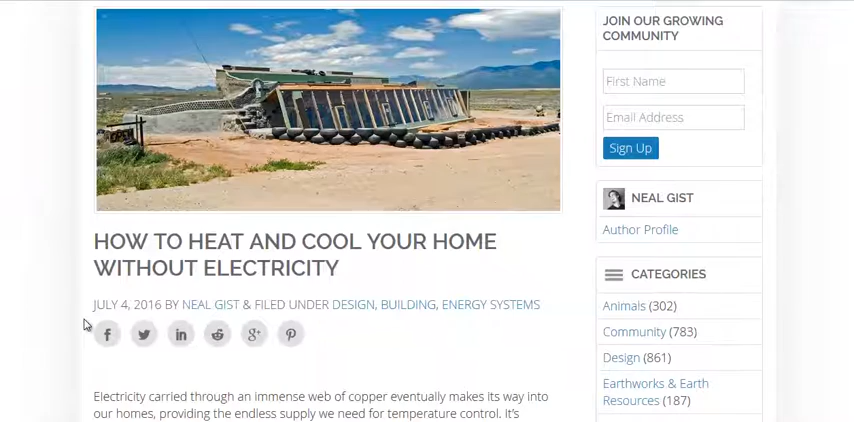 JOIN OUR GROWING
COMMUNITY
First Name
Email Address
Sign Up
NEAL GIST
Author Profile
HOW TO HEAT AND COOL YOUR HOME
WITHOUT ELECTRICITY
JULY 4, 2016 BY NEAL GIST & FILED UNDER DESIGN, BUILDING, ENERGY SYSTEMS
Electricity carried through an immense web of copper eventually makes its way into
our homes, providing the endless supply we need for temperature control. It's
CATEGORIES
Animals (302)
Community (783)
Design (861)
Earthworks & Earth
Resources (187)